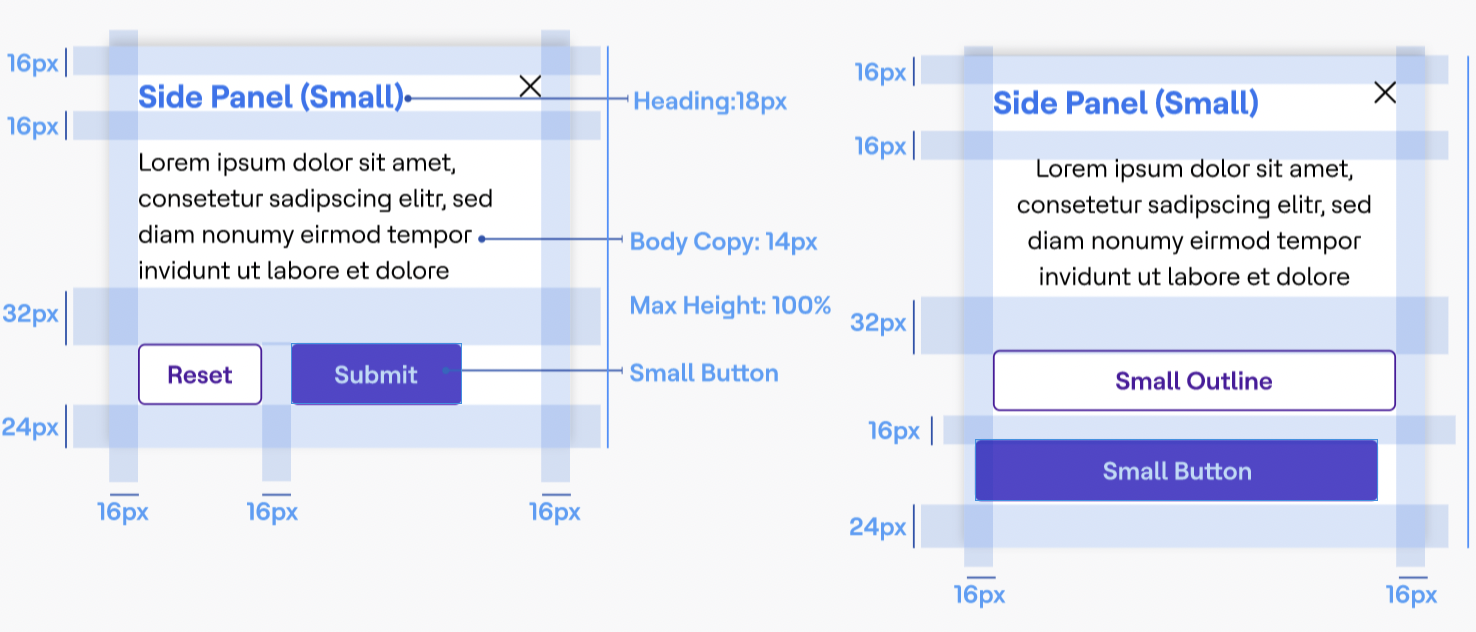 16px
Side Panel (Small)
Heading:18px
16px
Lorem ipsum dolor sit amet,
consetetur sadipscing elitr, sed
diam nonumy eirmod tempor
invidunt ut labore et dolore
Body Copy: 14px
Max Height: 100%
32px
Reset
Submit
Small Button
24px
16px
16px
16px
16px
Side Panel (Small)
16px
Lorem ipsum dolor sit amet,
consetetur sadipscing elitr, sed
diam nonumy eirmod tempor
invidunt ut labore et dolore
32px
Small Outline
16px
Small Button
24px
16px
16px